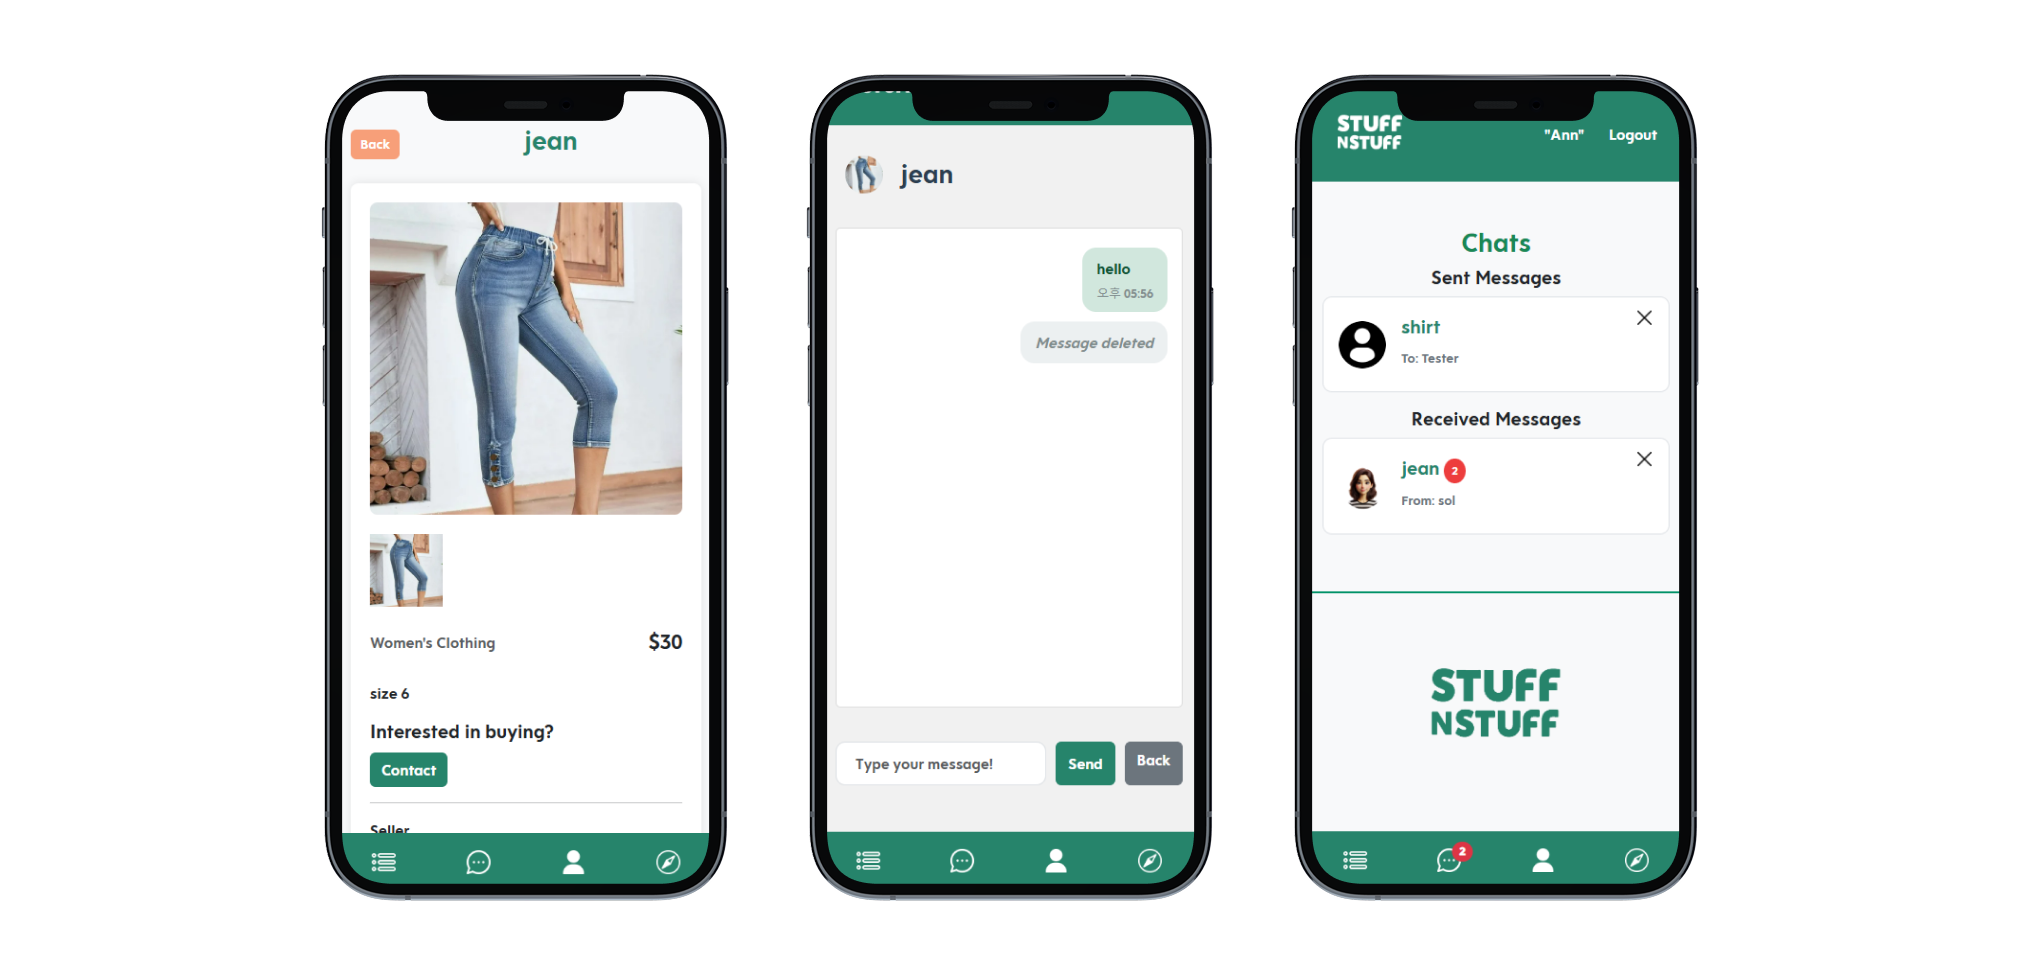 Back
jean
Women's Clothing
$30
size 6
Interested in buying?
Contact
Seller
jean
hello
오후 05:56
Message deleted
Type your message!
Send
Back
STUFF
NSTUFF
"Ann"
Logout
Chats
Sent Messages
shirt
To: Tester
Received Messages
jean 2
From: sol
STUFF
NSTUFF
2